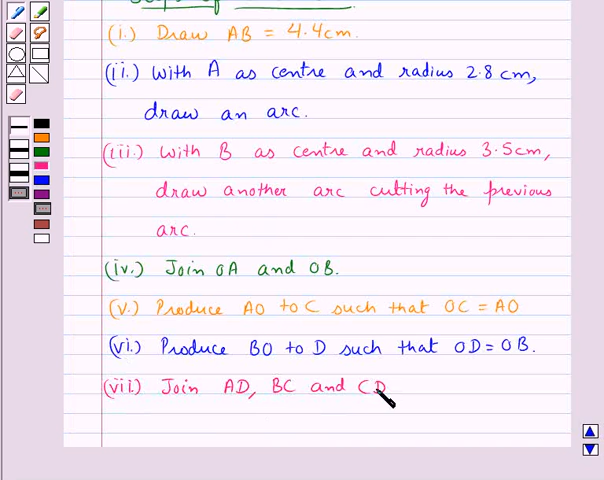 Steps of
(i.) Draw AB = 4.4cm.
(ii.) With A as centre and radius 2.8 cm,
draw an arc.
(iii.) With B as centre and radius 3.5cm,
draw another arc cutting the previous
arc.
(iv.) Join OA and OB.
(v.) Produce AO to C such that OC = AO
(vi.) Produce BO to D such that OD = OB.
(vii.) Join AD, BC and CD